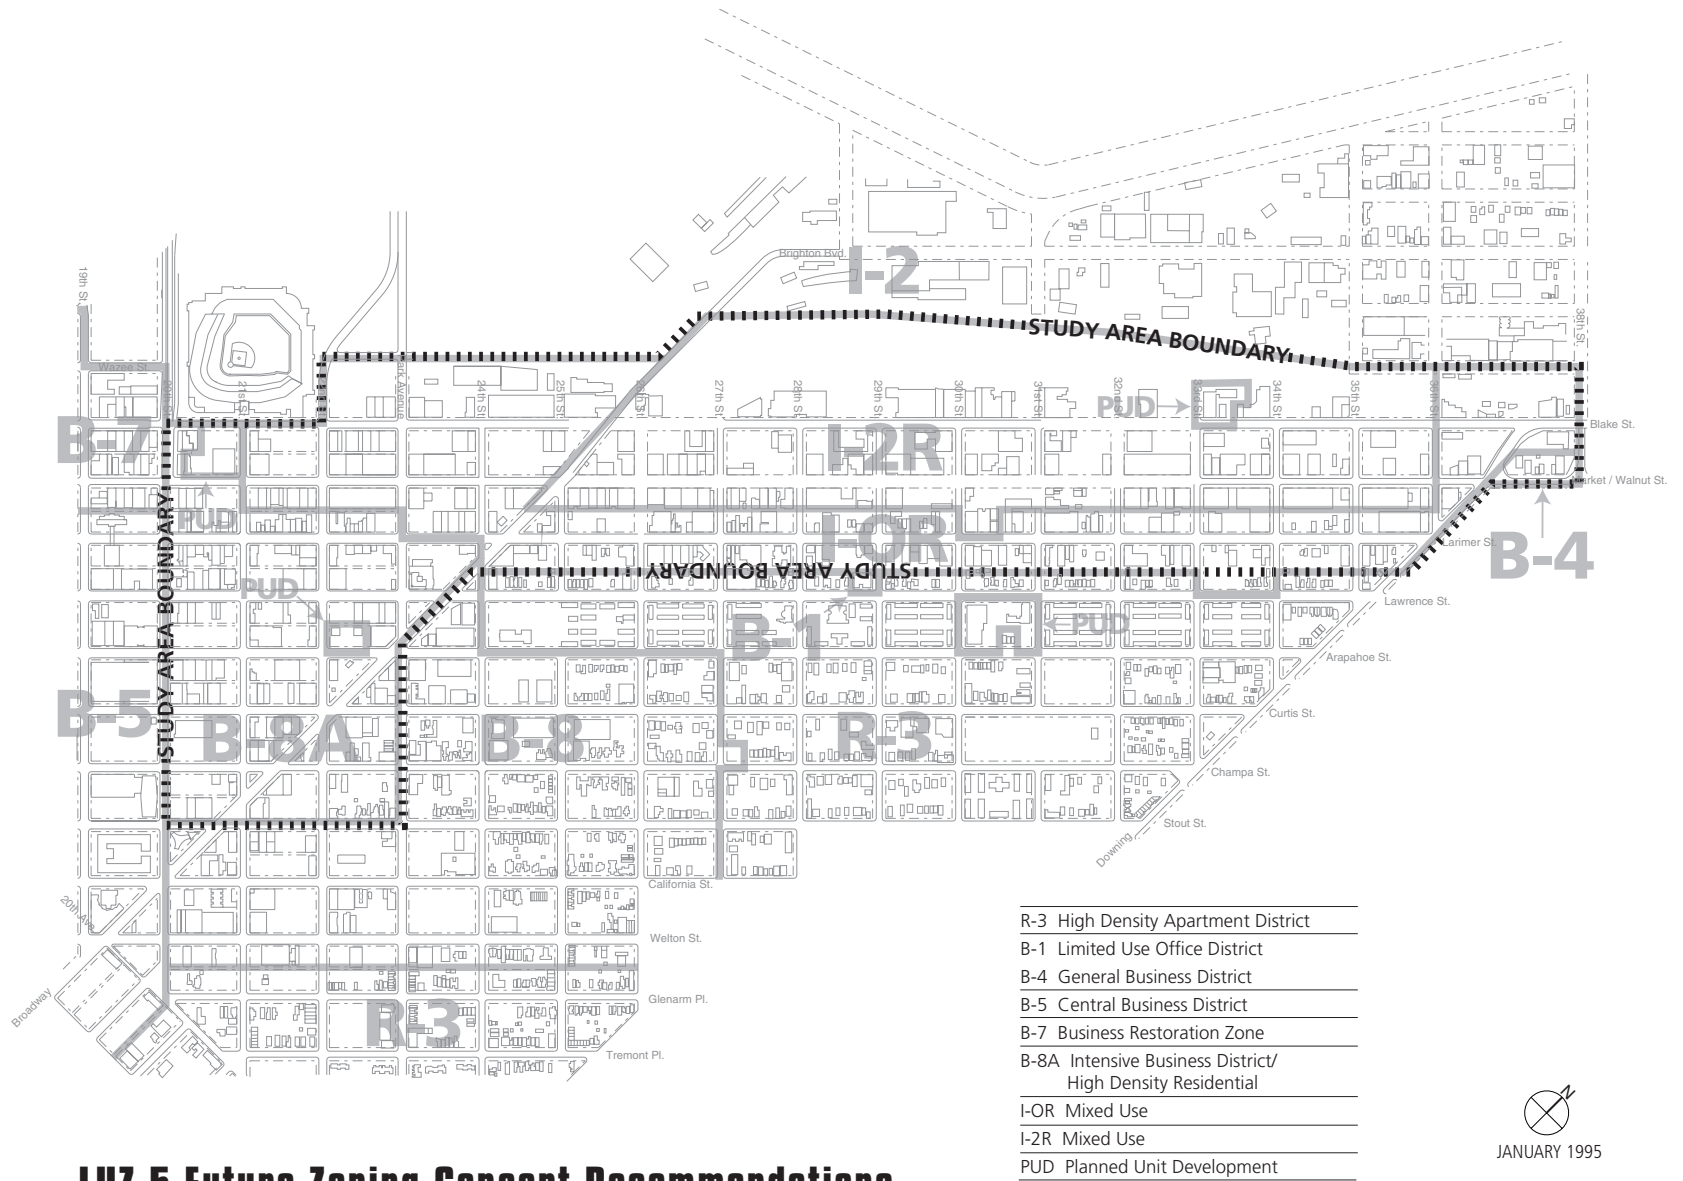 Brighton Blvd.
I-2
19th St.
38th St.
STUDY AREA BOUNDARY
Wazee St.
20th St.
21st St.
Park Avenue
24th St.
25th St.
26th St.
27th St.
28th St.
29th St.
30th St.
31st St.
32nd St.
33rd St.
34th St.
35th St.
36th St.
PUD
Blake St.
B-7
I-2R
Market / Walnut St.
PUD
I-OR
Larimer St.
B-4
STUDY AREA BOUNDARY
STUDY AREA BOUNDARY
PUD
Lawrence St.
B-1
PUD
Arapahoe St.
B-5
B-8A
B-8
R-3
Curtis St.
Champa St.
Stout St.
Downing
California St.
20th Ave.
Welton St.
Broadway
Glenarm Pl.
R-3
Tremont Pl.
R-3 High Density Apartment District
B-1 Limited Use Office District
B-4 General Business District
B-5 Central Business District
B-7 Business Restoration Zone
B-8A Intensive Business District/
High Density Residential
I-OR Mixed Use
I-2R Mixed Use
PUD Planned Unit Development
N
JANUARY 1995
LUZ-5 Future Zoning Concept Recommendations